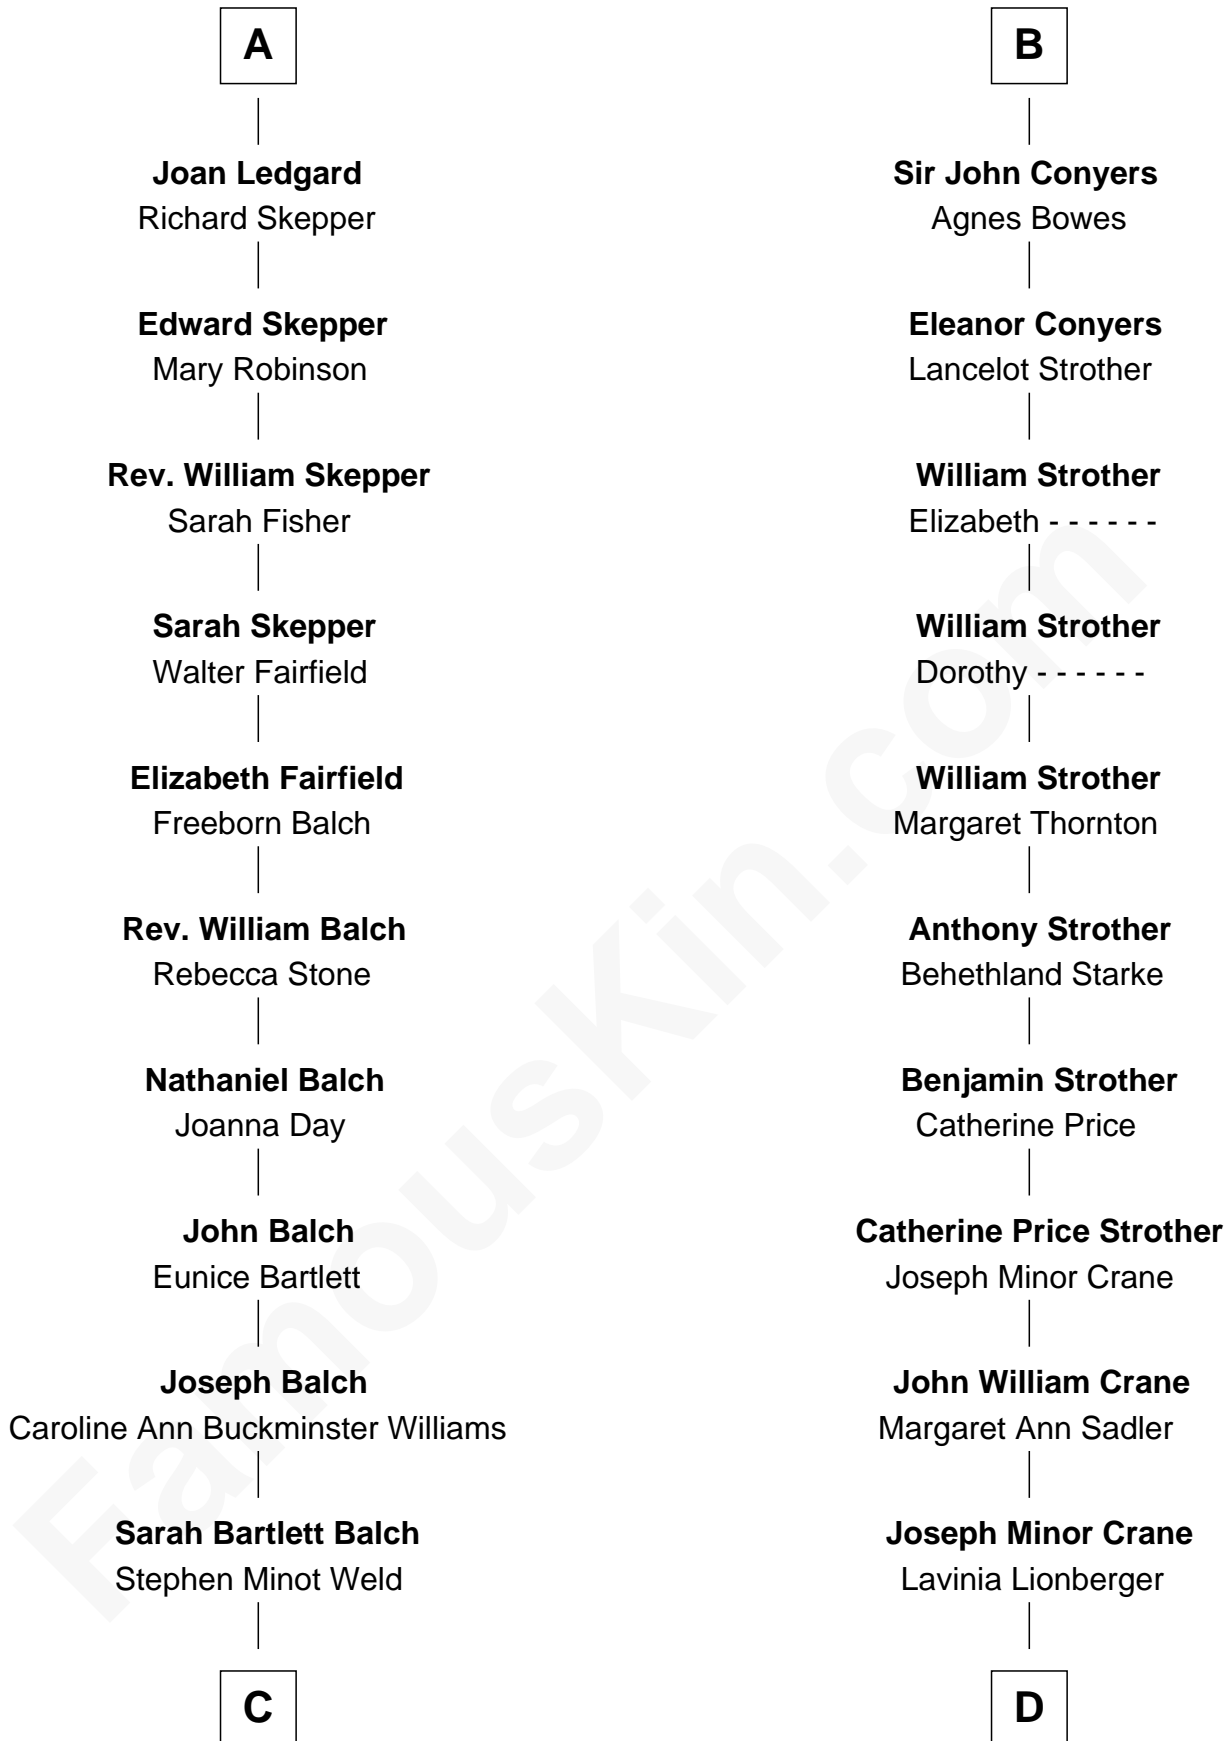 A
Joan Ledgard
Richard Skepper
Edward Skepper
Mary Robinson
Rev. William Skepper
Sarah Fisher
Sarah Skepper
Walter Fairfield
Elizabeth Fairfield
Freeborn Balch
Rev. William Balch
Rebecca Stone
Nathaniel Balch
Joanna Day
John Balch
Eunice Bartlett
Joseph Balch
Caroline Ann Buckminster Williams
Sarah Bartlett Balch
Stephen Minot Weld
C
B
Sir John Conyers
Agnes Bowes
Eleanor Conyers
Lancelot Strother
William Strother
Elizabeth - - - - - -
William Strother
Dorothy - - - - - -
William Strother
Margaret Thornton
Anthony Strother
Behethland Starke
Benjamin Strother
Catherine Price
Catherine Price Strother
Joseph Minor Crane
John William Crane
Margaret Ann Sadler
Joseph Minor Crane
Lavinia Lionberger
D
FamousKin.com